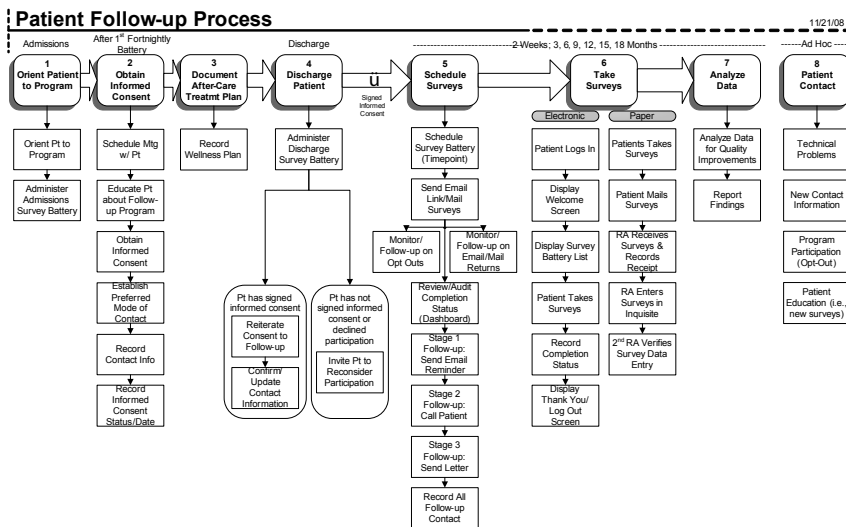 Patient Follow-up Process
11/21/08
Admissions
After 1st Fortnightly
Battery
Discharge
2 Weeks; 3, 6, 9, 12, 15, 18 Months
Ad Hoc
1
Orient Patient
to Program
2
Obtain
Informed
Consent
3
Document
After-Care
Treatmt Plan
4
Discharge
Patient
ü
Signed
Informed
Consent
5
Schedule
Surveys
6
Take
Surveys
7
Analyze
Data
8
Patient
Contact
Orient Pt to
Program
Administer
Admissions
Survey Battery
Schedule Mtg
w/ Pt
Educate Pt
about Follow-
up Program
Obtain
Informed
Consent
Establish
Preferred
Mode of
Contact
Record
Contact Info
Record
Informed
Consent
Status/Date
Record
Wellness Plan
Administer
Discharge
Survey Battery
Pt has signed
informed consent
Reiterate
Consent to
Follow-up
Confirm/
Update
Contact
Information
Pt has not
signed informed
consent or
declined
participation
Invite Pt to
Reconsider
Participation
Schedule
Survey Battery
(Timepoint)
Send Email
Link/Mail
Surveys
Monitor/
Follow-up on
Opt Outs
Monitor/
Follow-up on
Email/Mail
Returns
Review/Audit
Completion
Status
(Dashboard)
Stage 1
Follow-up:
Send Email
Reminder
Stage 2
Follow-up:
Call Patient
Stage 3
Follow-up:
Send Letter
Record All
Follow-up
Contact
Electronic
Patient Logs In
Display
Welcome
Screen
Display Survey
Battery List
Patient Takes
Surveys
Record
Completion
Status
Display
Thank You/
Log Out
Screen
Paper
Patients Takes
Surveys
Patient Mails
Surveys
RA Receives
Surveys &
Records
Receipt
RA Enters
Surveys in
Inquisite
2nd RA Verifies
Survey Data
Entry
Analyze Data
for Quality
Improvements
Report
Findings
Technical
Problems
New Contact
Information
Program
Participation
(Opt-Out)
Patient
Education (i.e.,
new surveys)